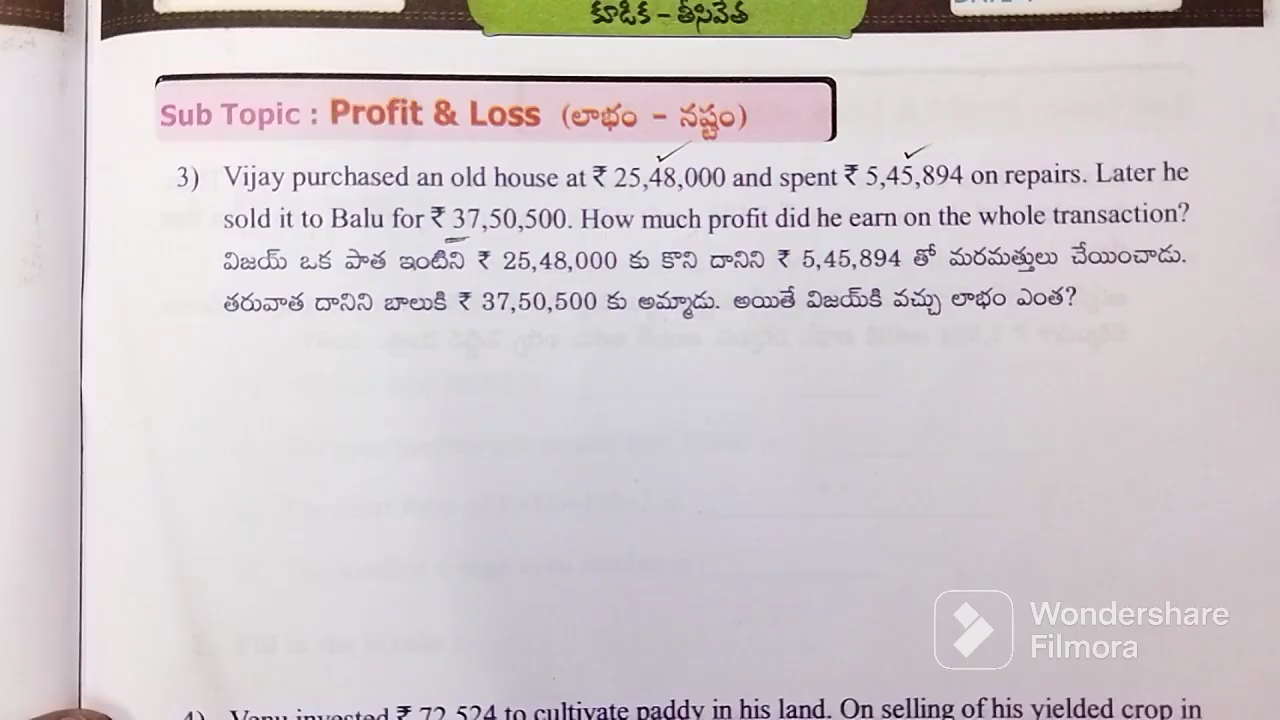 కూడిక - తీసివేత
Sub Topic : Profit & Loss (లాభం - నష్టం)
3) Vijay purchased an old house at ₹ 25,48,000 and spent ₹ 5,45,894 on repairs. Later he
sold it to Balu for ₹ 37,50,500. How much profit did he earn on the whole transaction?
విజయ్ ఒక పాత ఇంటిని ₹ 25,48,000 కు కొని దానిని ₹ 5,45,894 తో మరమత్తులు చేయించాడు.
తరువాత దానిని బాలుకి ₹ 37,50,500 కు అమ్మాడు. అయితే విజయ్‌కి వచ్చు లాభం ఎంత?
Wondershare
Filmora
4) Venu invested ₹ 72,524 to cultivate paddy in his land. On selling of his yielded crop in